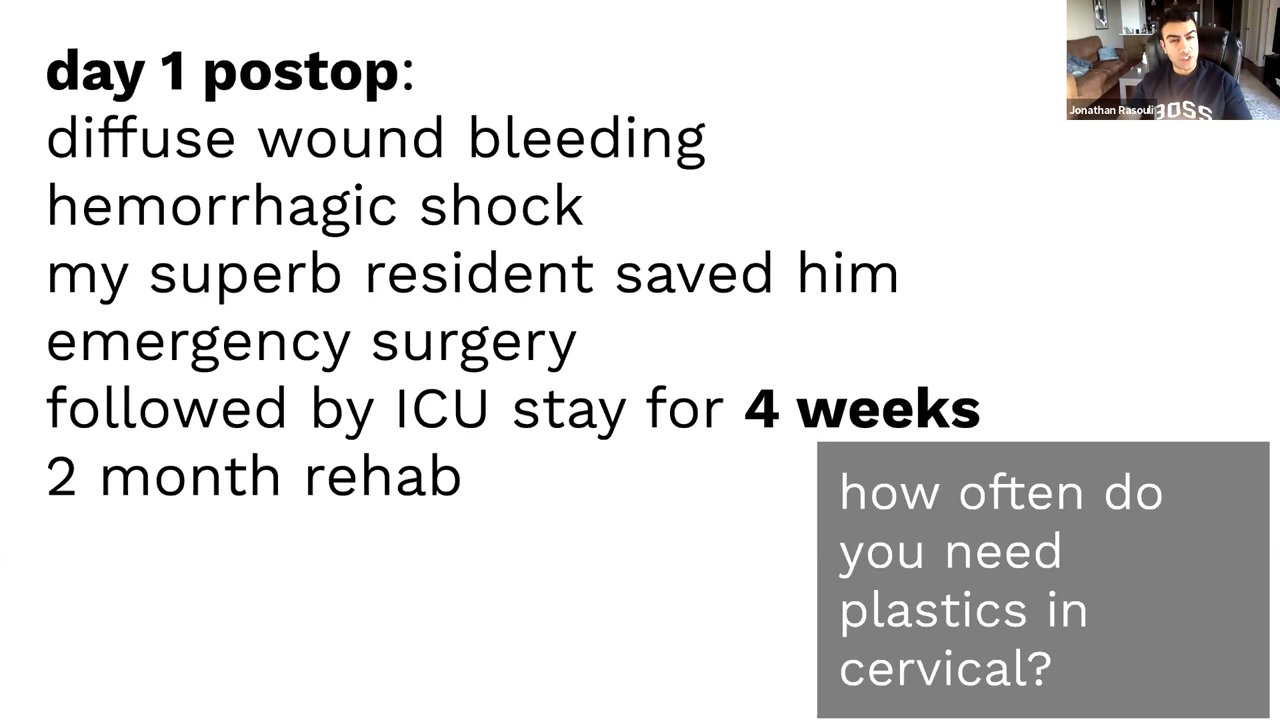 day 1 postop:
diffuse wound bleeding
hemorrhagic shock
my superb resident saved him
emergency surgery
followed by ICU stay for 4 weeks
2 month rehab
how often do
you need
plastics in
cervical?
Jonathan Rasouli
BOSS